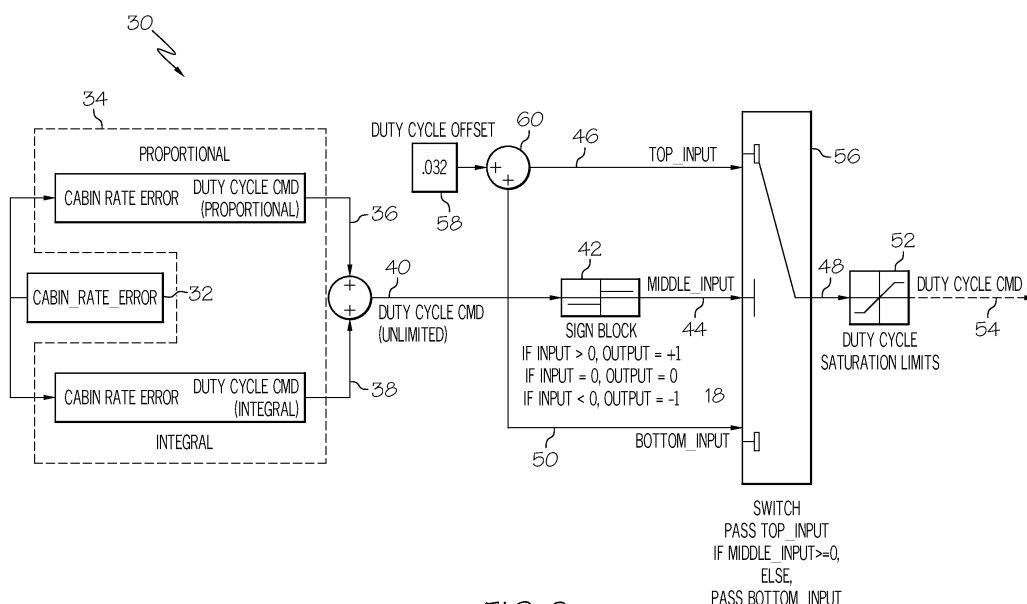 30
34
PROPORTIONAL
CABIN RATE ERROR
DUTY CYCLE CMD
(PROPORTIONAL)
36
CABIN_RATE_ERROR
32
CABIN RATE ERROR
DUTY CYCLE CMD
(INTEGRAL)
38
INTEGRAL
+
+
40
DUTY CYCLE CMD
(UNLIMITED)
DUTY CYCLE OFFSET
.032
58
60
+
+
46
TOP_INPUT
42
MIDDLE_INPUT
44
SIGN BLOCK
IF INPUT > 0, OUTPUT = +1
IF INPUT = 0, OUTPUT = 0
IF INPUT < 0, OUTPUT = –1
18
50
BOTTOM_INPUT
56
48
52
DUTY CYCLE
SATURATION LIMITS
DUTY CYCLE CMD
54
SWITCH
PASS TOP_INPUT
IF MIDDLE_INPUT>=0,
ELSE,
PASS BOTTOM_INPUT